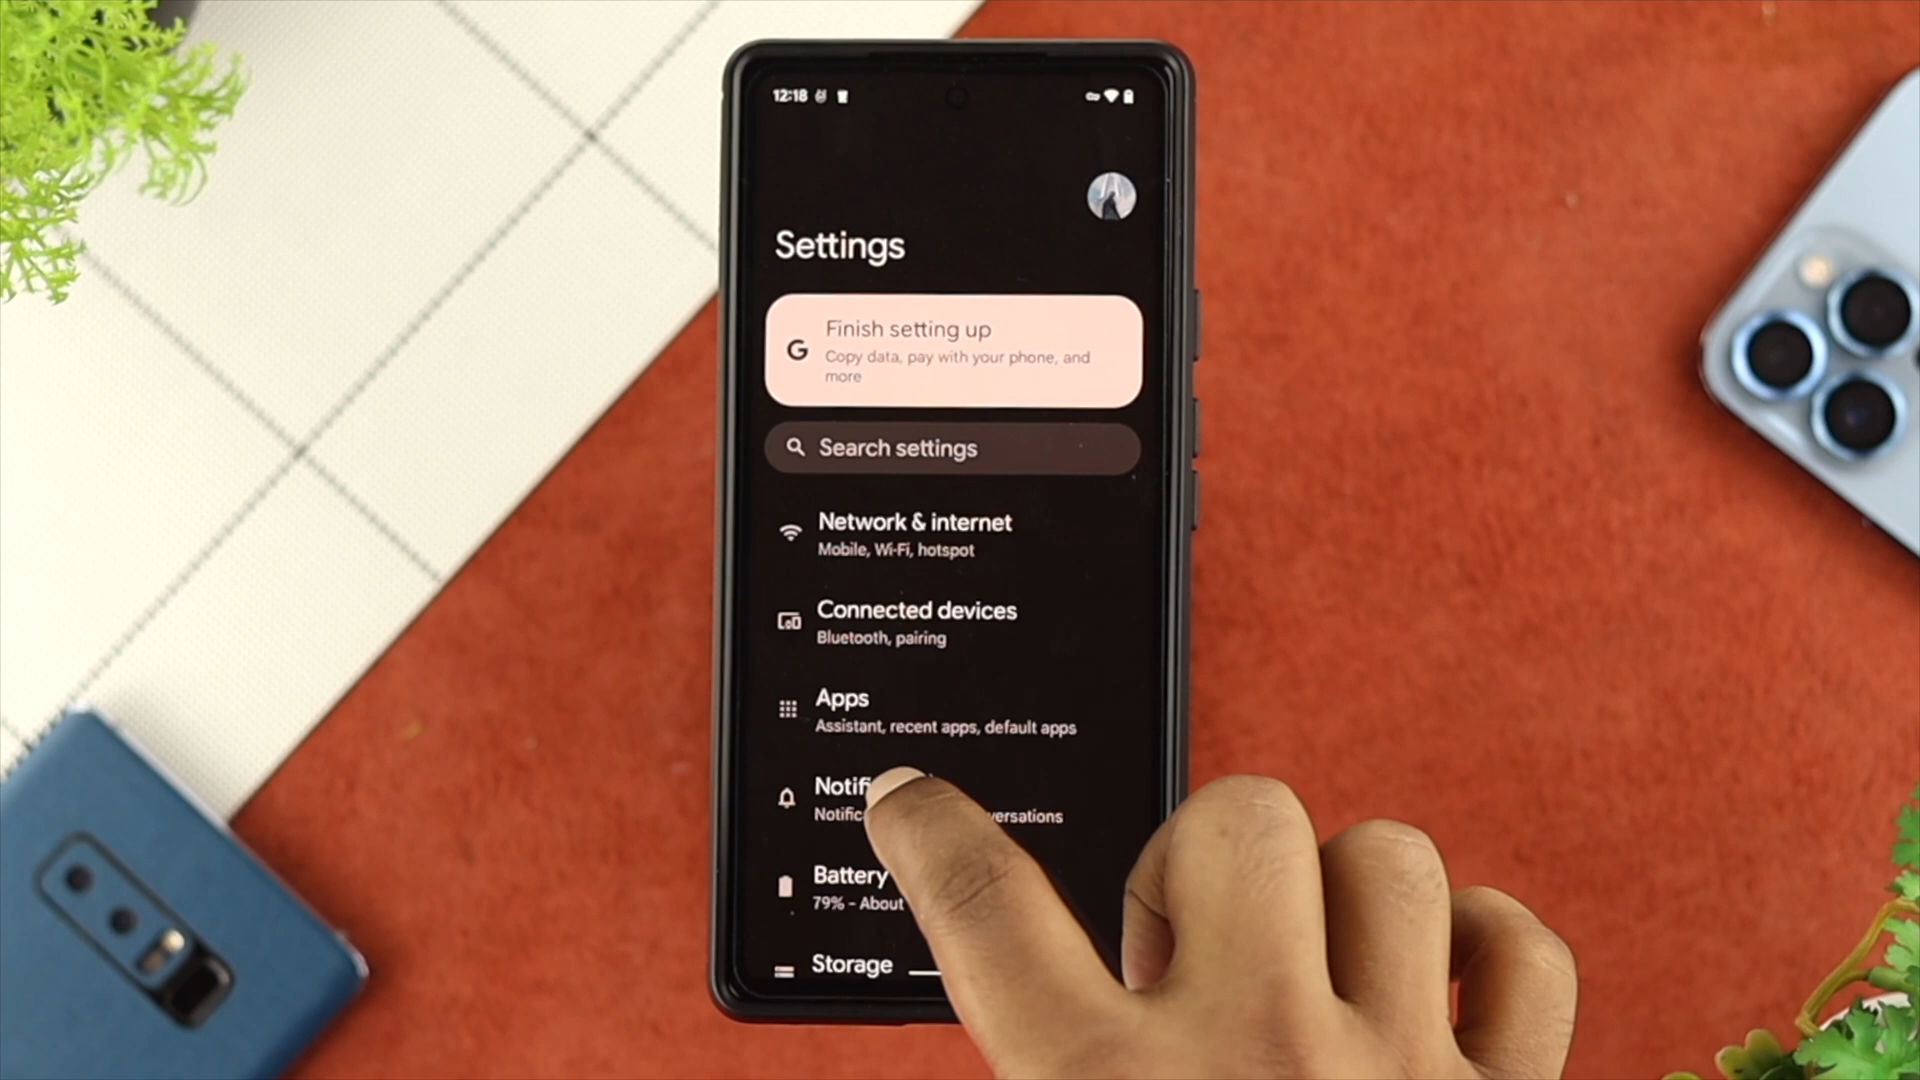 12:18
Settings
G
Finish setting up
Copy data, pay with your phone, and
more
Search settings
Network & internet
Mobile, Wi-Fi, hotspot
Connected devices
Bluetooth, pairing
Apps
Assistant, recent apps, default apps
Battery
79% - About
Storage